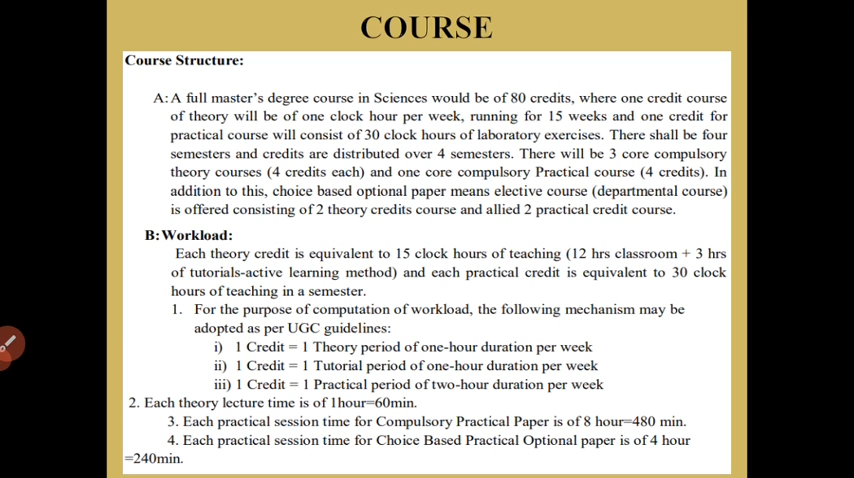 COURSE
Course Structure:
A: A full master's degree course in Sciences would be of 80 credits, where one credit course
of theory will be of one clock hour per week, running for 15 weeks and one credit for
practical course will consist of 30 clock hours of laboratory exercises. There shall be four
semesters and credits are distributed over 4 semesters. There will be 3 core compulsory
theory courses (4 credits each) and one core compulsory Practical course (4 credits). In
addition to this, choice based optional paper means elective course (departmental course)
is offered consisting of 2 theory credits course and allied 2 practical credit course.
B: Workload:
Each theory credit is equivalent to 15 clock hours of teaching (12 hrs classroom + 3 hrs
of tutorials-active learning method) and each practical credit is equivalent to 30 clock
hours of teaching in a semester.
1. For the purpose of computation of workload, the following mechanism may be
adopted as per UGC guidelines:
i) 1 Credit = 1 Theory period of one-hour duration per week
ii) 1 Credit = 1 Tutorial period of one-hour duration per week
iii) 1 Credit = 1 Practical period of two-hour duration per week
2. Each theory lecture time is of 1hour=60min.
3. Each practical session time for Compulsory Practical Paper is of 8 hour=480 min.
4. Each practical session time for Choice Based Practical Optional paper is of 4 hour
=240min.